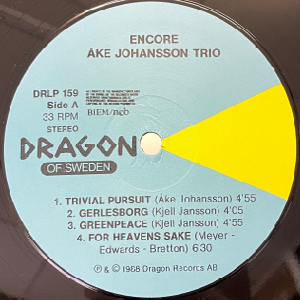 ENCORE
ÅKE JOHANSSON TRIO
DRLP 159
Side A
33 RPM
STEREO
BIEM/ncb
DRAGON
OF SWEDEN
1. TRIVIAL PURSUIT (Åke Johansson) 4'55
2. GERLESBORG (Kjell Jansson) 4'05
3. GREENPEACE (Kjell Jansson) 4'55
4. FOR HEAVENS SAKE (Meyer -
Edwards - Bretton) 6'30
℗ & © 1988 Dragon Records AB